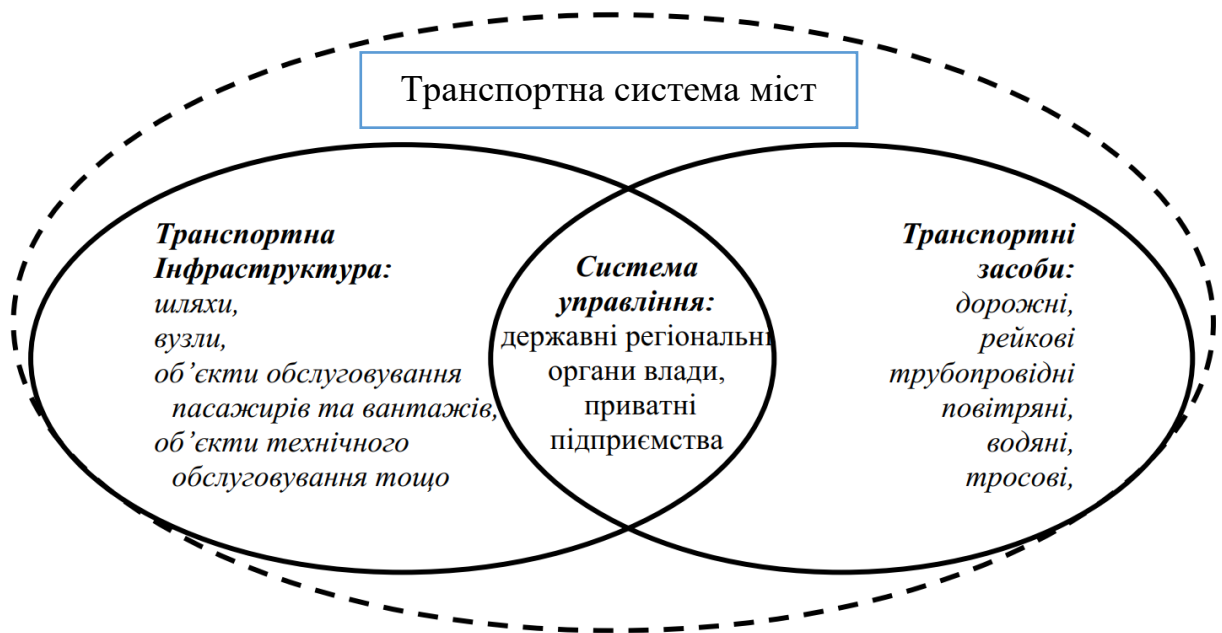 Транспортна система міст
Транспортна
Інфраструктура:
шляхи,
вузли,
об’єкти обслуговування
пасажирів та вантажів,
об’єкти технічного
обслуговування тощо
Система
управління:
державні регіональні
органи влади,
приватні
підприємства
Транспортні
засоби:
дорожні,
рейкові
трубопровідні
повітряні,
водяні,
тросові,